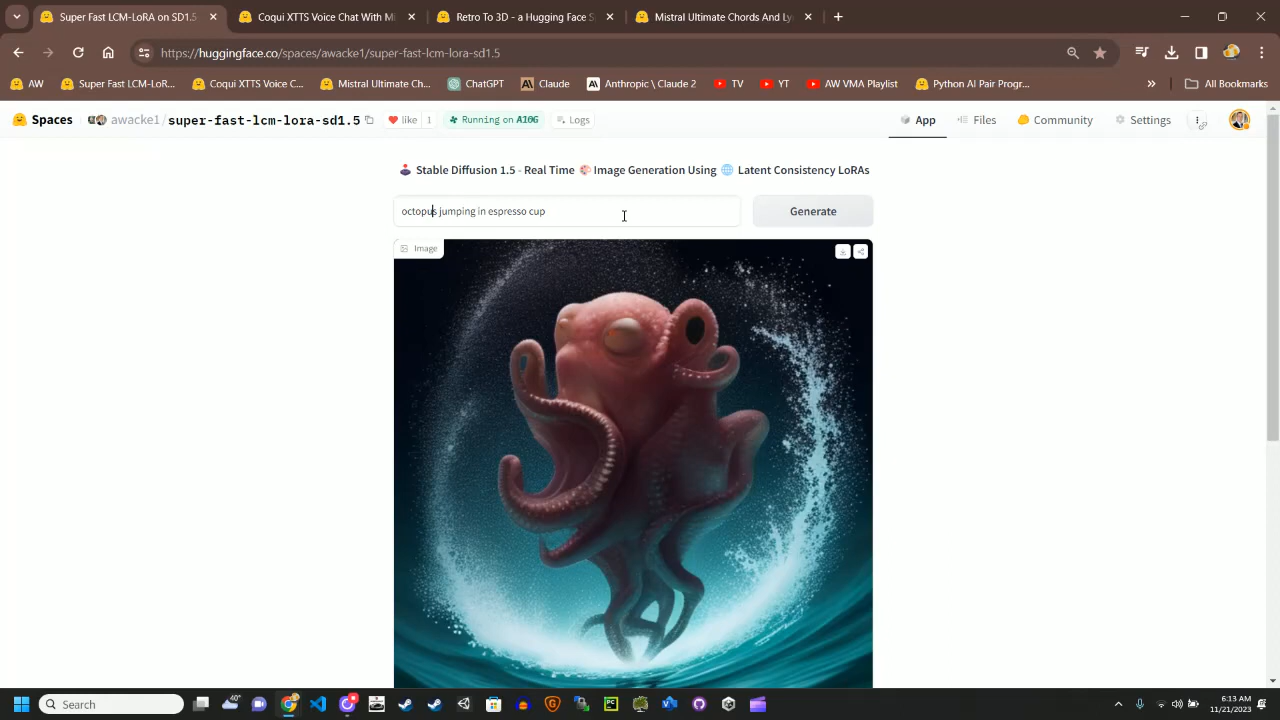 Super Fast LCM-LoRA on SD1.5
Coqui XTTS Voice Chat With Mi
Retro To 3D - a Hugging Face S
Mistral Ultimate Chords And Ly
https://huggingface.co/spaces/awacke1/super-fast-lcm-lora-sd1.5
AW
Super Fast LCM-LoR...
Coqui XTTS Voice C...
Mistral Ultimate Ch...
ChatGPT
Claude
Anthropic \ Claude 2
TV
YT
AW VMA Playlist
Python AI Pair Progr...
All Bookmarks
Spaces
awacke1/super-fast-lcm-lora-sd1.5
like 1
Running on A10G
Logs
App
Files
Community
Settings
Stable Diffusion 1.5 - Real Time Image Generation Using Latent Consistency LoRAs
octopus jumping in espresso cup
Generate
Image
Search
40°
6:13 AM
11/21/2023